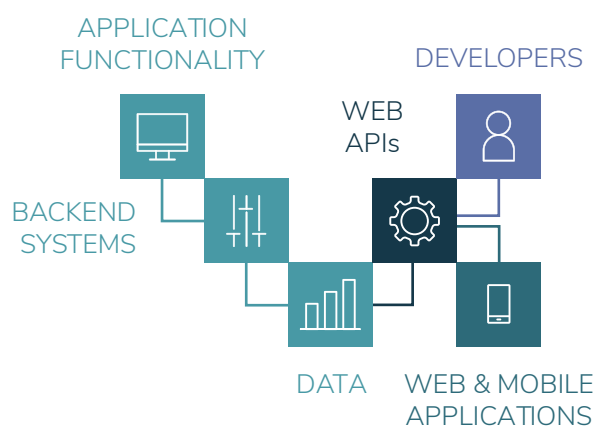 APPLICATION
FUNCTIONALITY
DEVELOPERS
WEB
APIs
BACKEND
SYSTEMS
DATA
WEB & MOBILE
APPLICATIONS